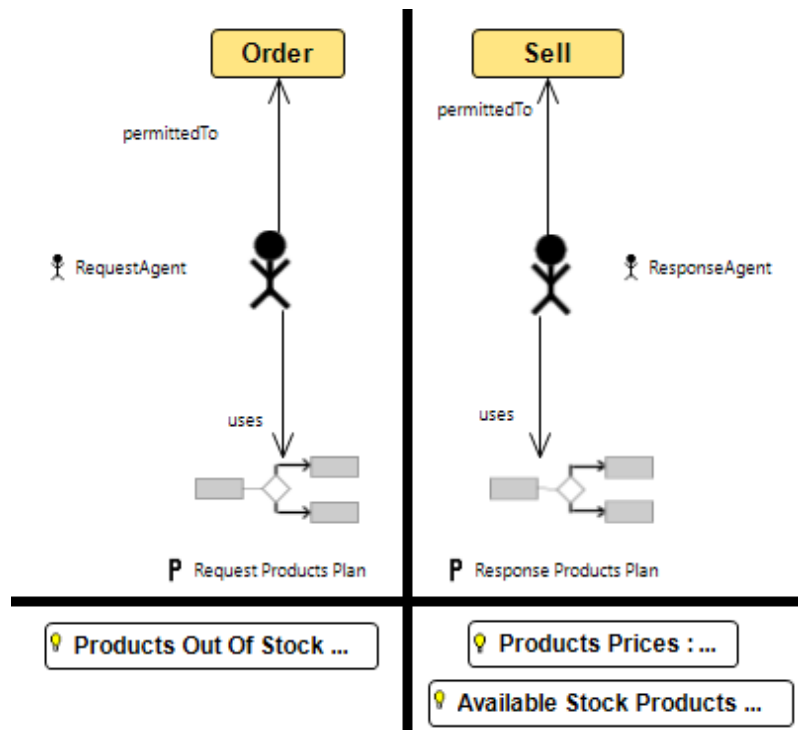 Order
Sell
permittedTo
permittedTo
RequestAgent
ResponseAgent
uses
uses
P Request Products Plan
P Response Products Plan
Products Out Of Stock ...
Products Prices : ...
Available Stock Products ...